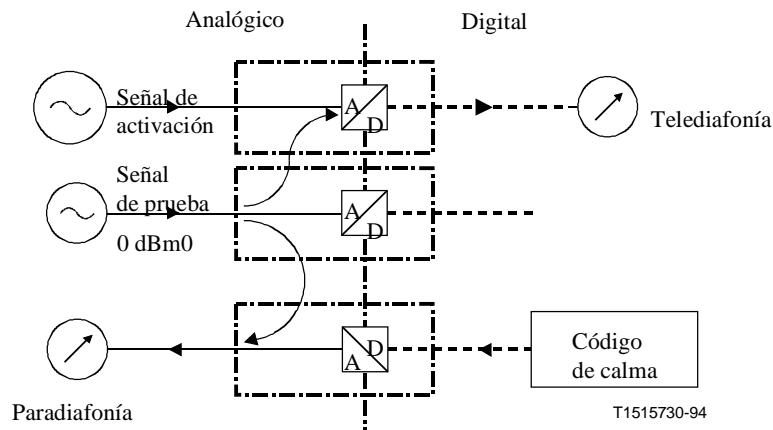 Analógico
Digital
Señal de
activación
A
D
Telediafonía
Señal
de prueba
0 dBm0
A
D
Paradiafonía
D
A
Código
de calma
T1515730-94